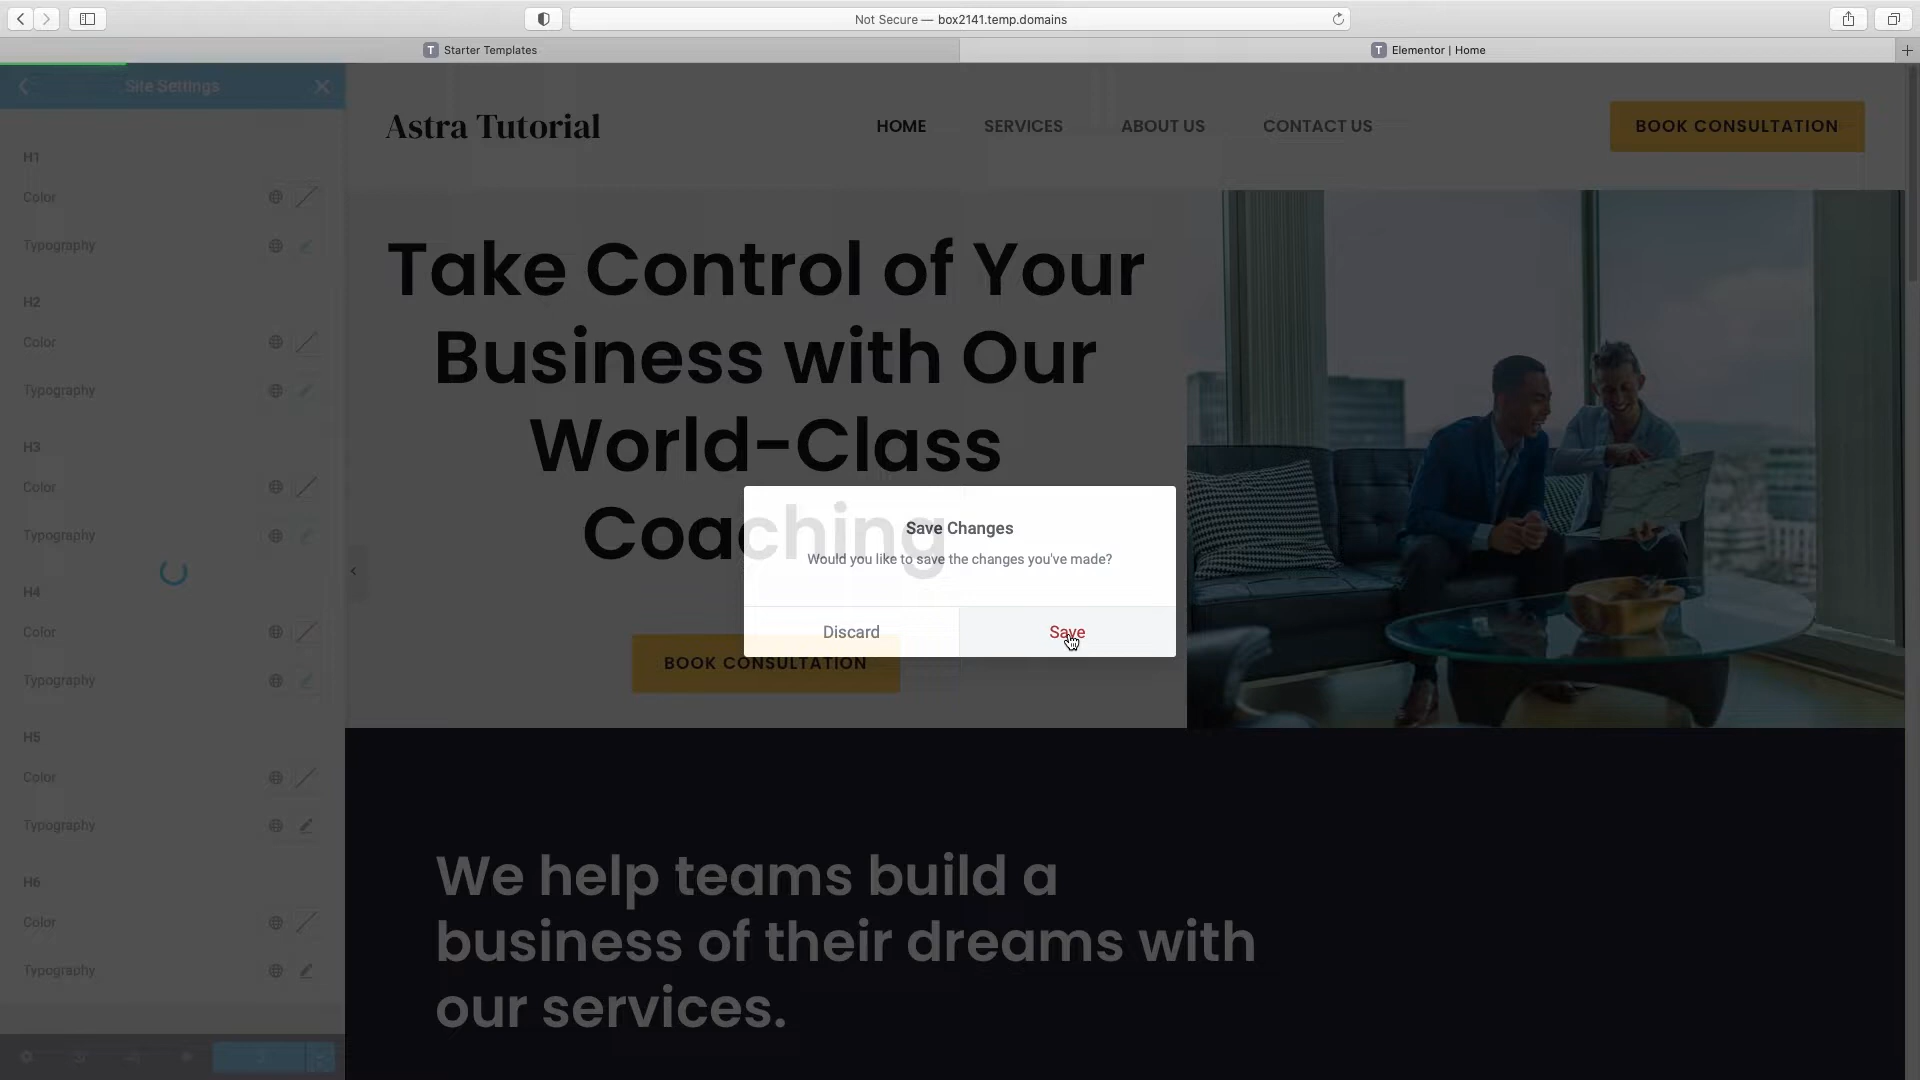 Not Secure — box2141.temp.domains
T Starter Templates
T Elementor | Home
Site Settings
H1
Color
Typography
H2
Color
Typography
H3
Color
Typography
H4
Color
Typography
H5
Color
Typography
H6
Color
Typography
Astra Tutorial
HOME
SERVICES
ABOUT US
CONTACT US
BOOK CONSULTATION
Take Control of Your
Business with Our
World-Class
Coaching
Save Changes
Would you like to save the changes you've made?
Discard
Save
BOOK CONSULTATION
We help teams build a
business of their dreams with
our services.